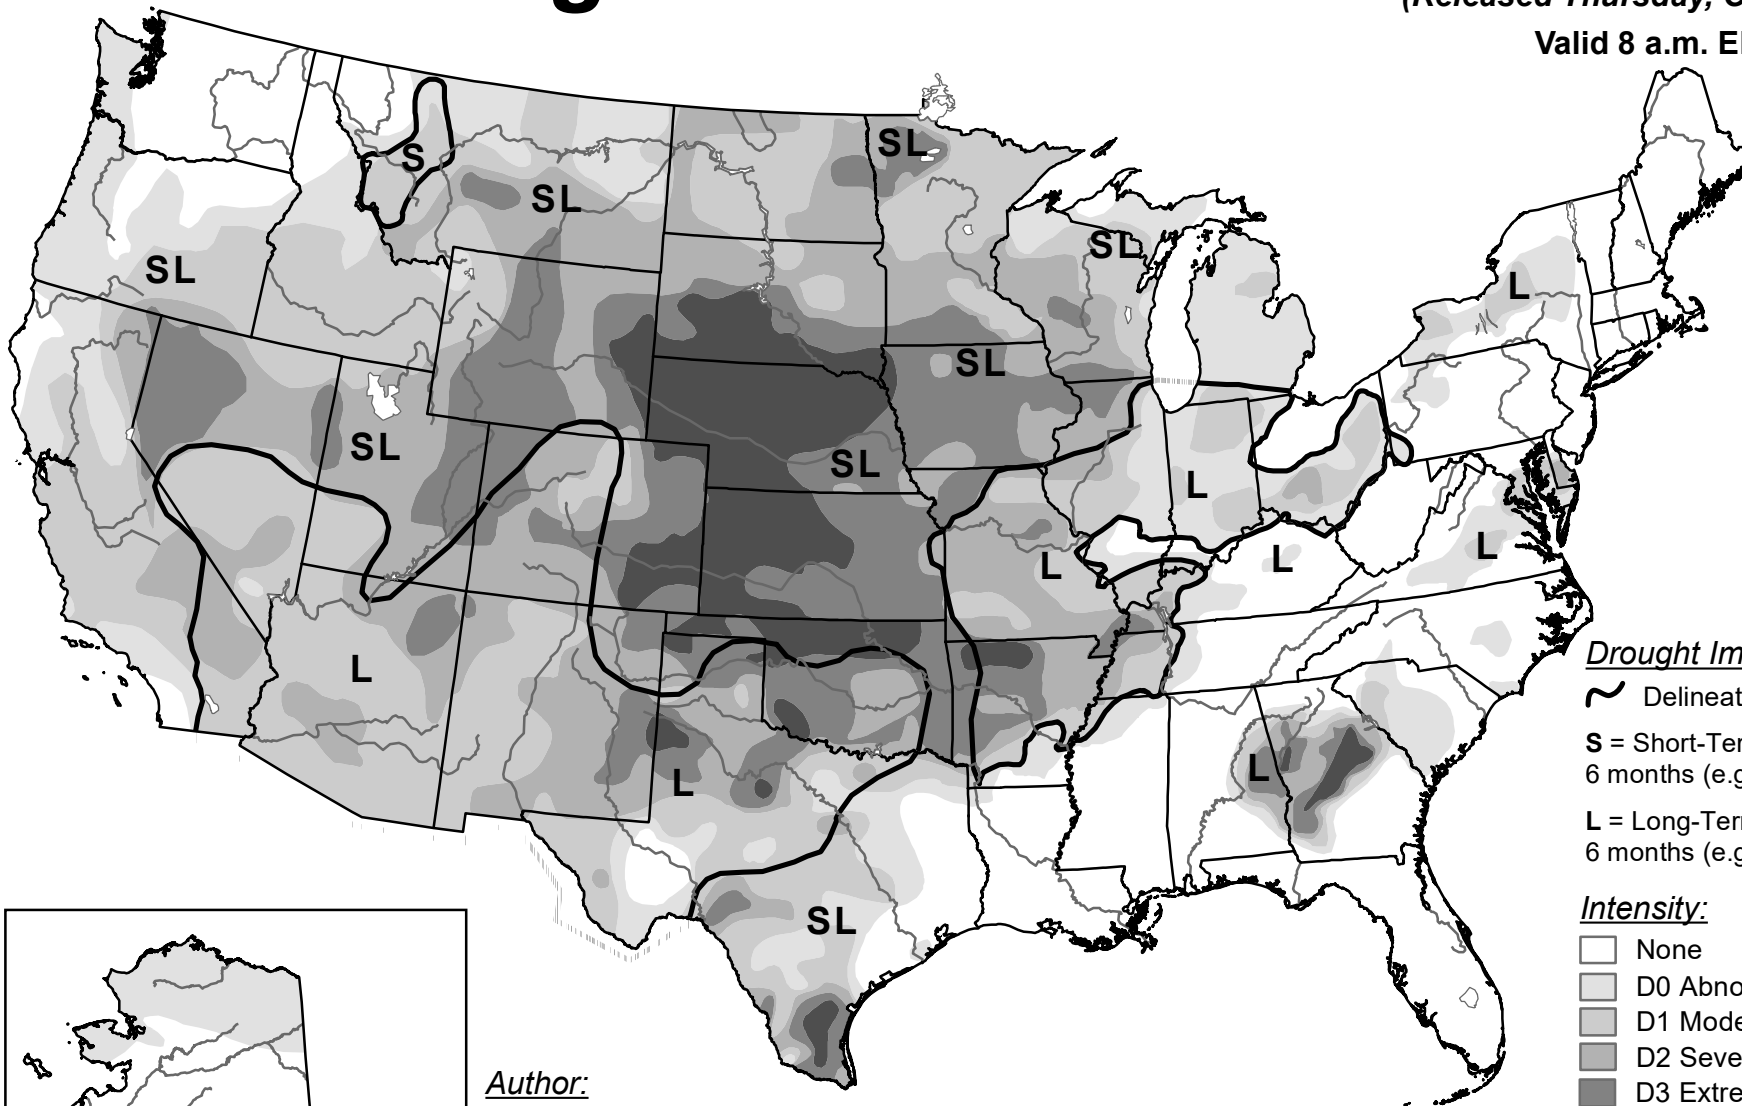 (Released Thursday,
Valid 8 a.m.
S
SL
SL
SL
SL
L
SL
SL
SL
SL
L
L
L
L
L
L
L
L
SL
Drought
Delineat
S = Short-Ter
6 months (e.g
L = Long-Ter
6 months (e.g
Intensity:
None
D0 Abno
D1 Mode
D2 Seve
D3 Extre
Author: